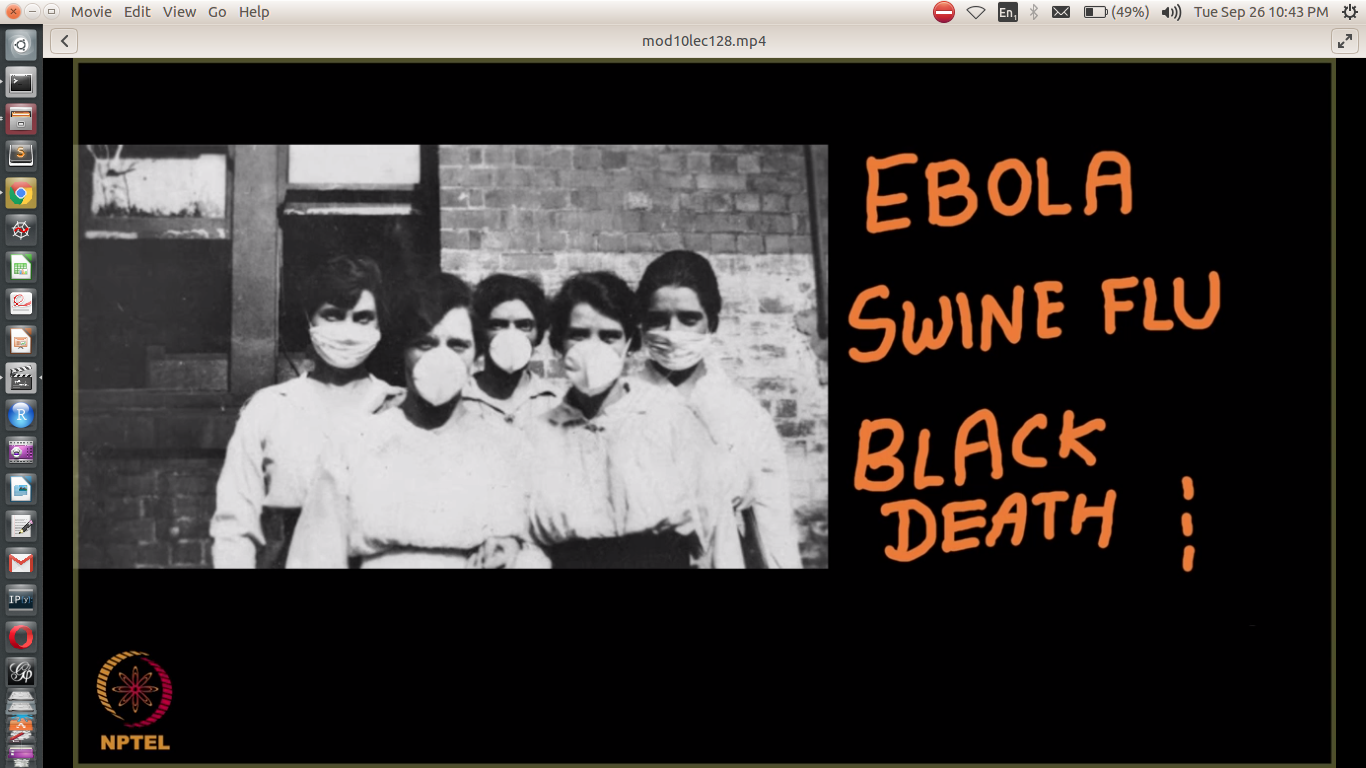 Movie Edit View Go Help
En1
(49%)
Tue Sep 26 10:43 PM
mod10lec128.mp4
EBOLA
SWINE FLU
BLACK
DEATH
NPTEL